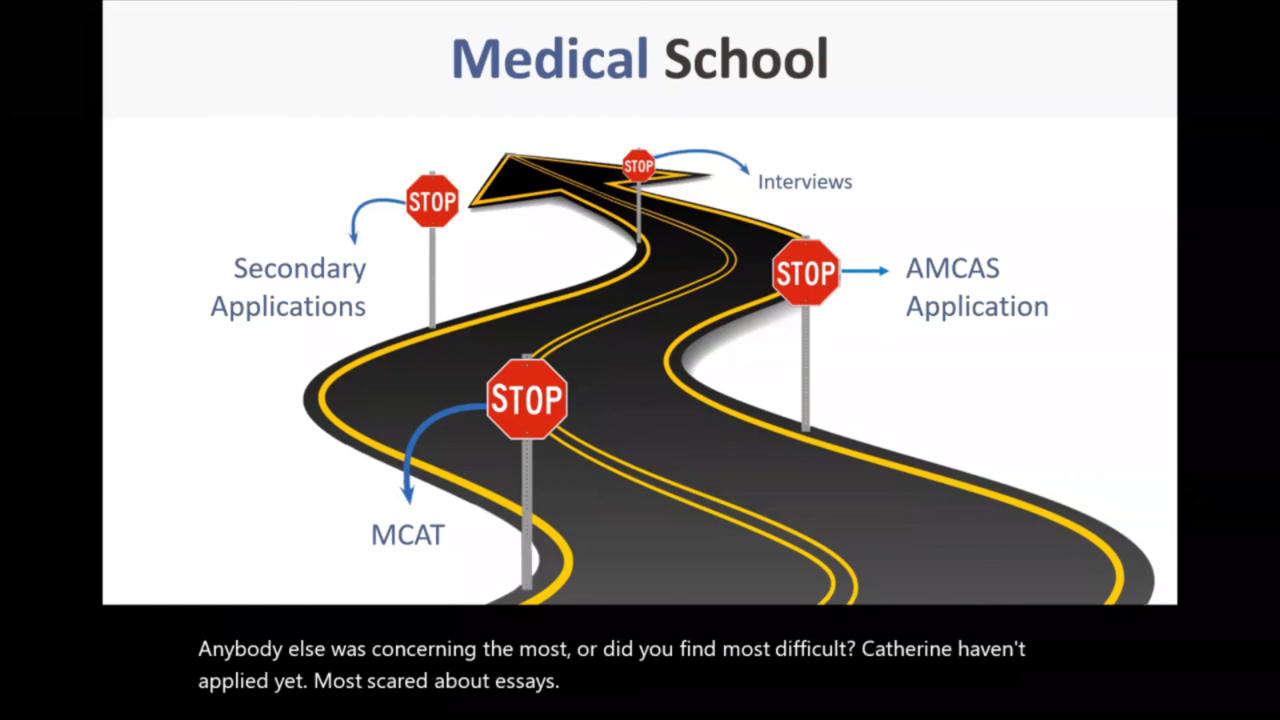 Medical School
STOP
Interviews
STOP
Secondary
Applications
STOP
AMCAS
Application
STOP
MCAT
Anybody else was concerning the most, or did you find most difficult? Catherine haven't
applied yet. Most scared about essays.